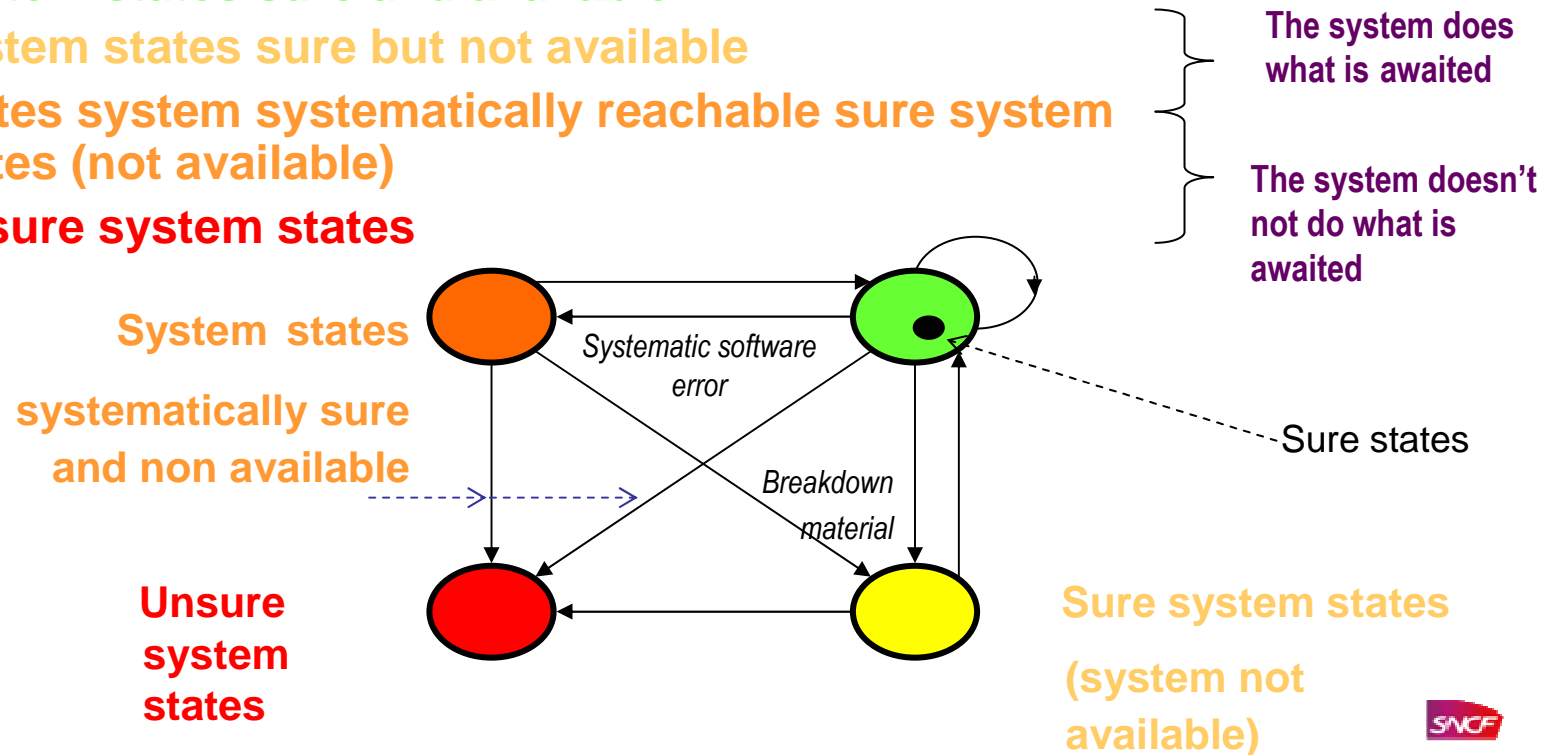 stem states sure but not available
tes system systematically reachable sure system
tes (not available)
sure system states
The system does
what is awaited
The system doesn't
not do what is
awaited
System states
systematically sure
and non available
Systematic software
error
Breakdown
material
Sure states
Unsure
system
states
Sure system states
(system not
available)
SNCF